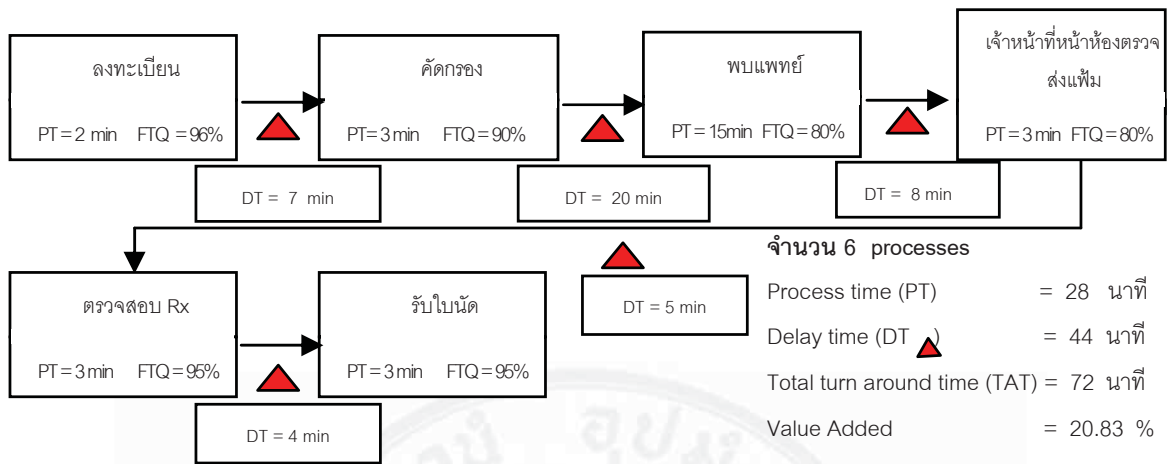 ลงทะเบียน
PT = 2 min FTQ = 96%
คัดกรอง
PT = 3 min FTQ = 90%
พบแพทย์
PT = 15min FTQ = 80%
เจ้าหน้าที่หน้าห้องตรวจ
ส่งแฟ้ม
PT = 3 min FTQ = 80%
DT = 7 min
DT = 20 min
DT = 8 min
ตรวจสอบ Rx
PT = 3 min FTQ = 95%
รับใบนัด
PT = 3 min FTQ = 95%
DT = 5 min
DT = 4 min
จำนวน 6 processes
Process time (PT) = 28 นาที
Delay time (DT ) = 44 นาที
Total turn around time (TAT) = 72 นาที
Value Added = 20.83 %